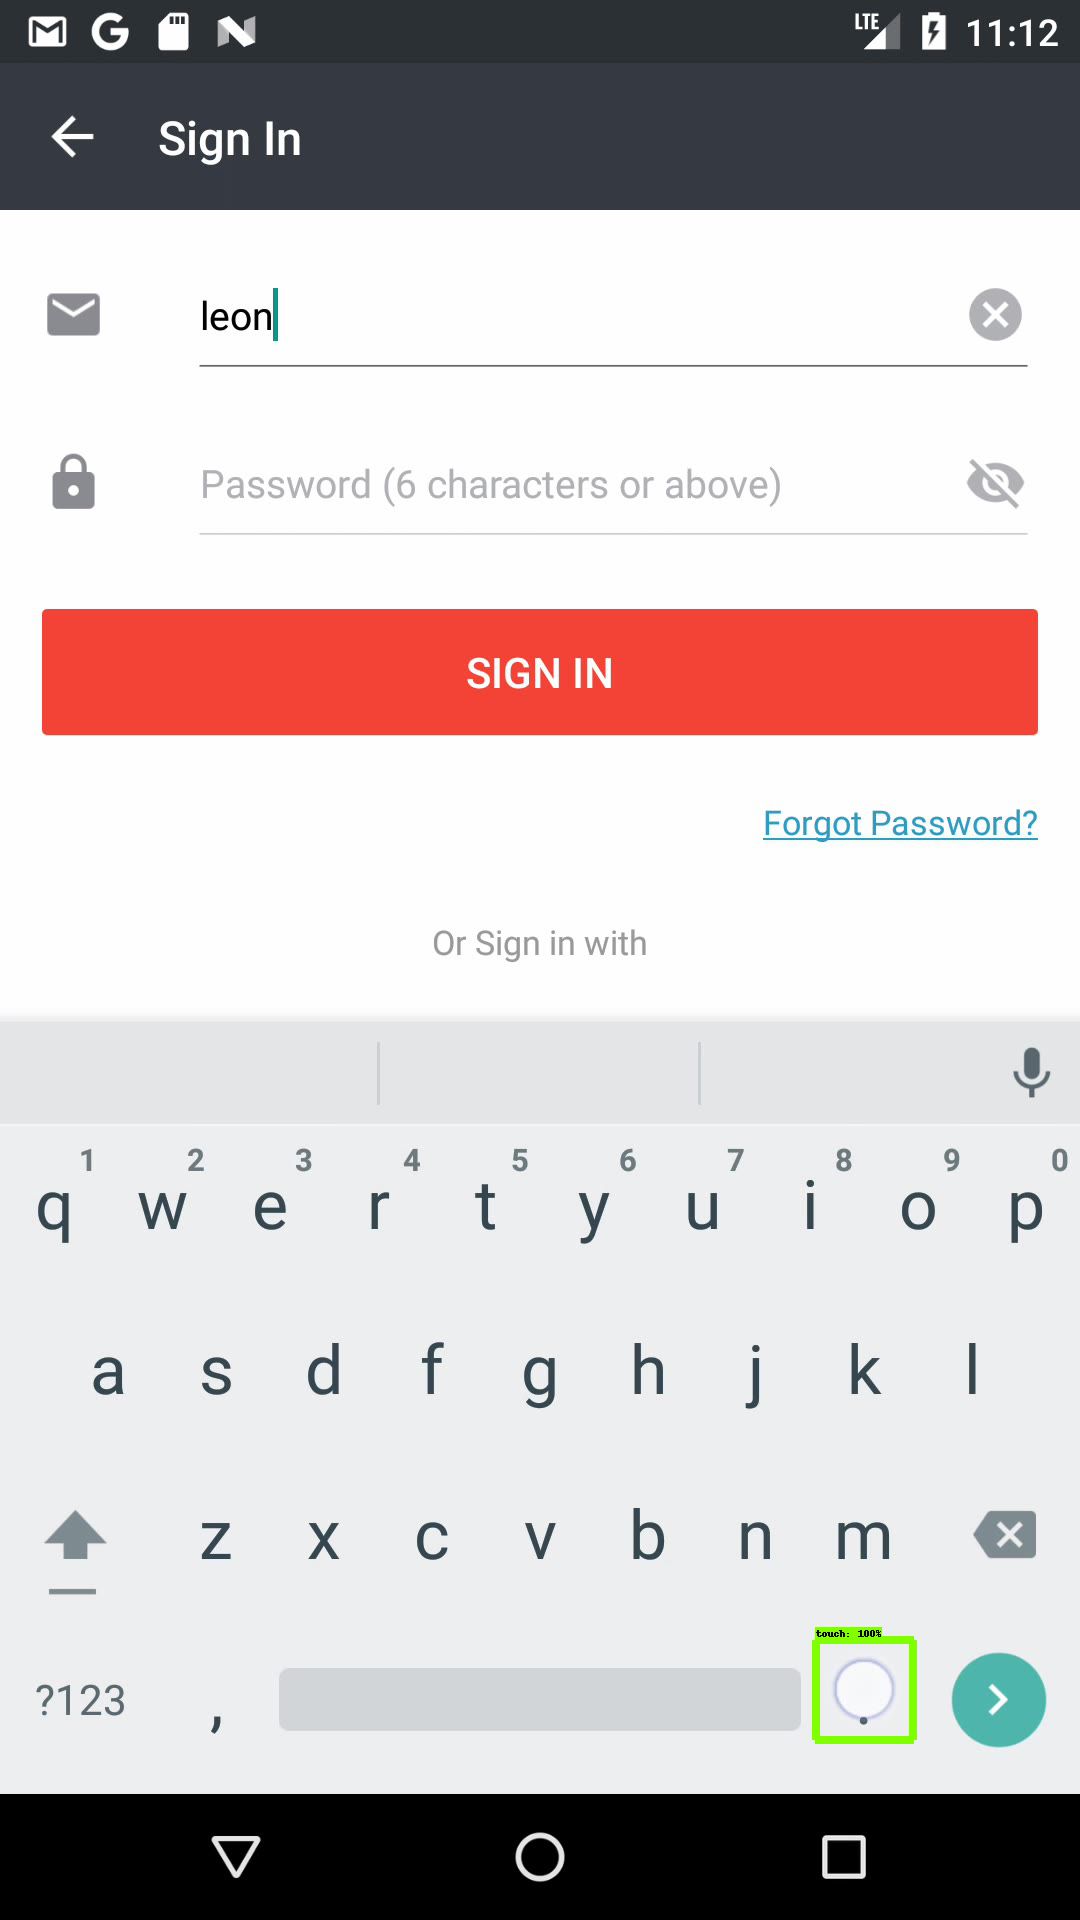 LTE 11:12
Sign In
leon
Password (6 characters or above)
SIGN IN
Forgot Password?
Or Sign in with
1 2 3 4 5 6 7 8 9 0
q w e r t y u i o p
a s d f g h j k l
z x c v b n m
touch: 100%
?123 , .